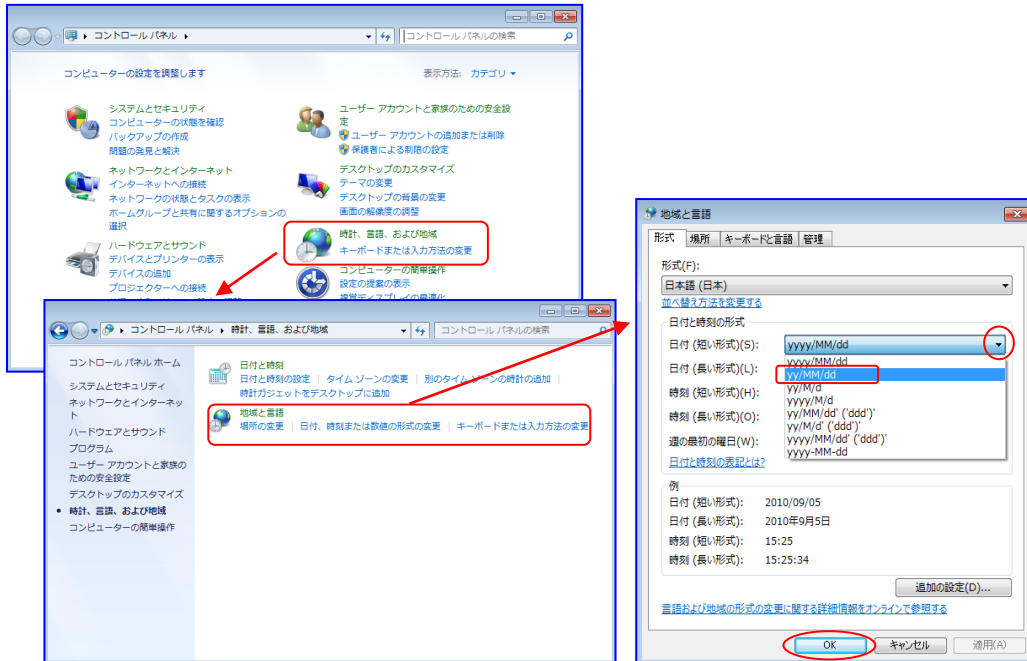 コントロール パネル
コントロール パネルの検索
コンピューターの設定を調整します
表示方法: カテゴリ
システムとセキュリティ
コンピューターの状態を確認
バックアップの作成
問題の発見と解決
ネットワークとインターネット
インターネットへの接続
ネットワークの状態とタスクの表示
ホームグループと共有に関するオプションの
選択
ハードウェアとサウンド
デバイスとプリンターの表示
デバイスの追加
プロジェクターへの接続
ユーザー アカウントと家族のための安全設
定
ユーザー アカウントの追加または削除
保護者による制限の設定
デスクトップのカスタマイズ
テーマの変更
デスクトップの背景の変更
画面の解像度の調整
時計、言語、および地域
キーボードまたは入力方法の変更
コンピューターの簡単操作
設定の提案の表示
視覚ディスプレイの最適化
コントロール パネル
時計、言語、および地域
コントロール パネルの検索
コントロール パネル ホーム
システムとセキュリティ
ネットワークとインターネッ
ト
ハードウェアとサウンド
プログラム
ユーザー アカウントと家族の
ための安全設定
デスクトップのカスタマイズ
時計、言語、および地域
コンピューターの簡単操作
日付と時刻
日付と時刻の設定 | タイム ゾーンの変更 | 別のタイム ゾーンの時計の追加 |
時計ガジェットをデスクトップに追加
地域と言語
場所の変更 | 日付、時刻または数値の形式の変更 | キーボードまたは入力方法の変更
地域と言語
形式 場所 キーボードと言語 管理
形式(F):
日本語 (日本)
並べ替え方法を変更する
日付と時刻の形式
日付 (短い形式)(S): yyyy/MM/dd
日付 (長い形式)(L):
時刻 (短い形式)(H):
時刻 (長い形式)(O):
週の最初の曜日(W):
yyyy/MM/dd
yy/MM/dd
yy/M/d
yyyy/M/d
yy/MM/dd' ('ddd')'
yy/M/d' ('ddd')'
yyyy/MM/dd' ('ddd')'
yyyy-MM-dd
日付と時刻の表記とは?
例
日付 (短い形式): 2010/09/05
日付 (長い形式): 2010年9月5日
時刻 (短い形式): 15:25
時刻 (長い形式): 15:25:34
追加の設定(D)...
言語および地域の形式の変更に関する詳細情報をオンラインで参照する
OK キャンセル 適用(A)